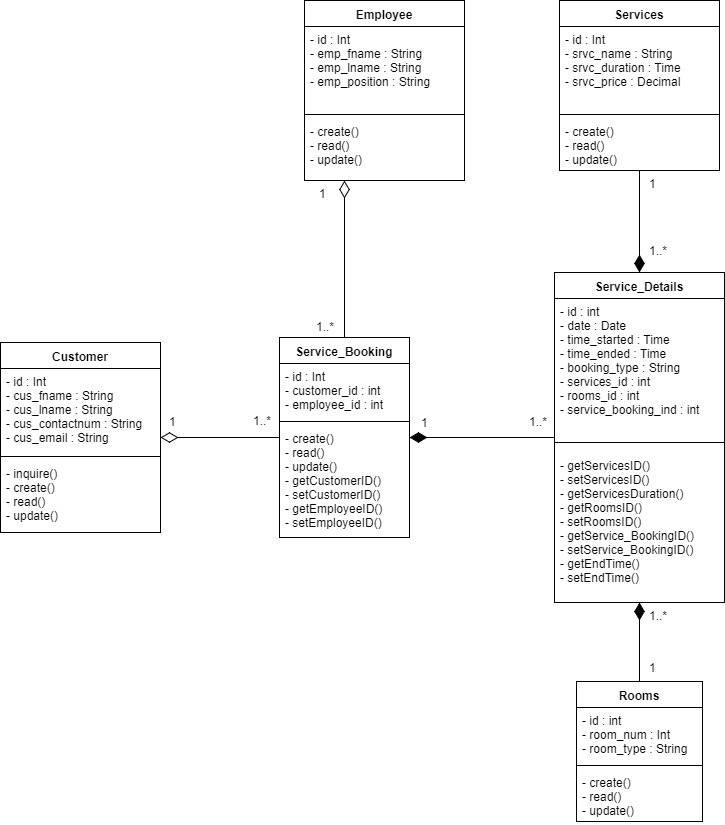 Employee
- id : Int
- emp_fname : String
- emp_lname : String
- emp_position : String
- create()
- read()
- update()
1
1..*
Services
- id : Int
- srvc_name : String
- srvc_duration : Time
- srvc_price : Decimal
- create()
- read()
- update()
1
1..*
Customer
- id : Int
- cus_fname : String
- cus_lname : String
- cus_contactnum : String
- cus_email : String
- inquire()
- create()
- read()
- update()
1
1..*
Service_Booking
- id : Int
- customer_id : int
- employee_id : int
- create()
- read()
- update()
- getCustomerID()
- setCustomerID()
- getEmployeeID()
- setEmployeeID()
1
1..*
Service_Details
- id : int
- date : Date
- time_started : Time
- time_ended : Time
- booking_type : String
- services_id : int
- rooms_id : int
- service_booking_ind : int
- getServicesID()
- setServicesID()
- getServicesDuration()
- getRoomsID()
- setRoomsID()
- getService_BookingID()
- setService_BookingID()
- getEndTime()
- setEndTime()
1..*
1
Rooms
- id : int
- room_num : Int
- room_type : String
- create()
- read()
- update()